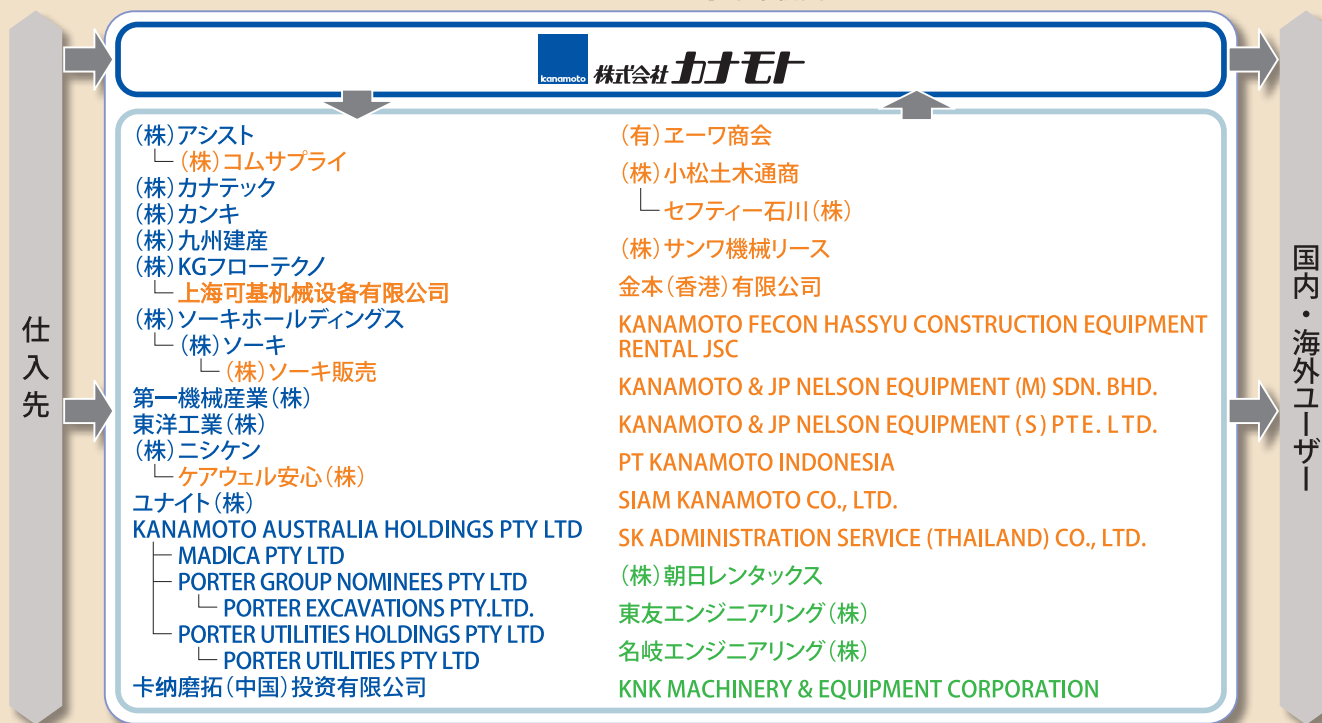 仕入先
kanamoto 株式会社カナモト
(株)アシスト
(株)コムサプライ
(株)カナテック
(株)カンキ
(株)九州建産
(株)KGフローテクノ
上海可基机械设备有限公司
(株)ソーキホールディングス
(株)ソーキ
(株)ソーキ販売
第一機械産業(株)
東洋工業(株)
(株)ニシケン
ケアウェル安心(株)
ユナイト(株)
KANAMOTO AUSTRALIA HOLDINGS PTY LTD
MADICA PTY LTD
PORTER GROUP NOMINEES PTY LTD
PORTER EXCAVATIONS PTY.LTD.
PORTER UTILITIES HOLDINGS PTY LTD
PORTER UTILITIES PTY LTD
卡纳磨拓(中国)投资有限公司
(有)ヱーワ商会
(株)小松土木通商
セフティー石川(株)
(株)サンワ機械リース
金本(香港)有限公司
KANAMOTO FECON HASSYU CONSTRUCTION EQUIPMENT
RENTAL JSC
KANAMOTO & JP NELSON EQUIPMENT (M) SDN. BHD.
KANAMOTO & JP NELSON EQUIPMENT (S) PTE. LTD.
PT KANAMOTO INDONESIA
SIAM KANAMOTO CO., LTD.
SK ADMINISTRATION SERVICE (THAILAND) CO., LTD.
(株)朝日レンタックス
東友エンジニアリング(株)
名岐エンジニアリング(株)
KNK MACHINERY & EQUIPMENT CORPORATION
国内・海外ユーザー